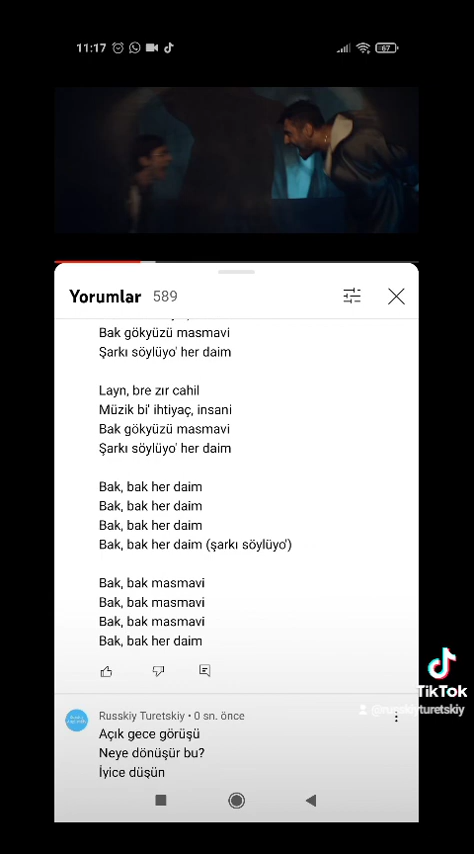 11:17
67
Yorumlar 589
Bak gökyüzü masmavi
Şarkı söylüyo' her daim
Layn, bre zır cahil
Müzik bi' ihtiyaç, insani
Bak gökyüzü masmavi
Şarkı söylüyo' her daim
Bak, bak her daim
Bak, bak her daim
Bak, bak her daim
Bak, bak her daim (şarkı söylüyo')
Bak, bak masmavi
Bak, bak masmavi
Bak, bak masmavi
Bak, bak her daim
TikTok
@russkiyturetskiy
Russkiy Turetskiy • 0 sn. önce
Açık gece görüşü
Neye dönüşür bu?
İyice düşün